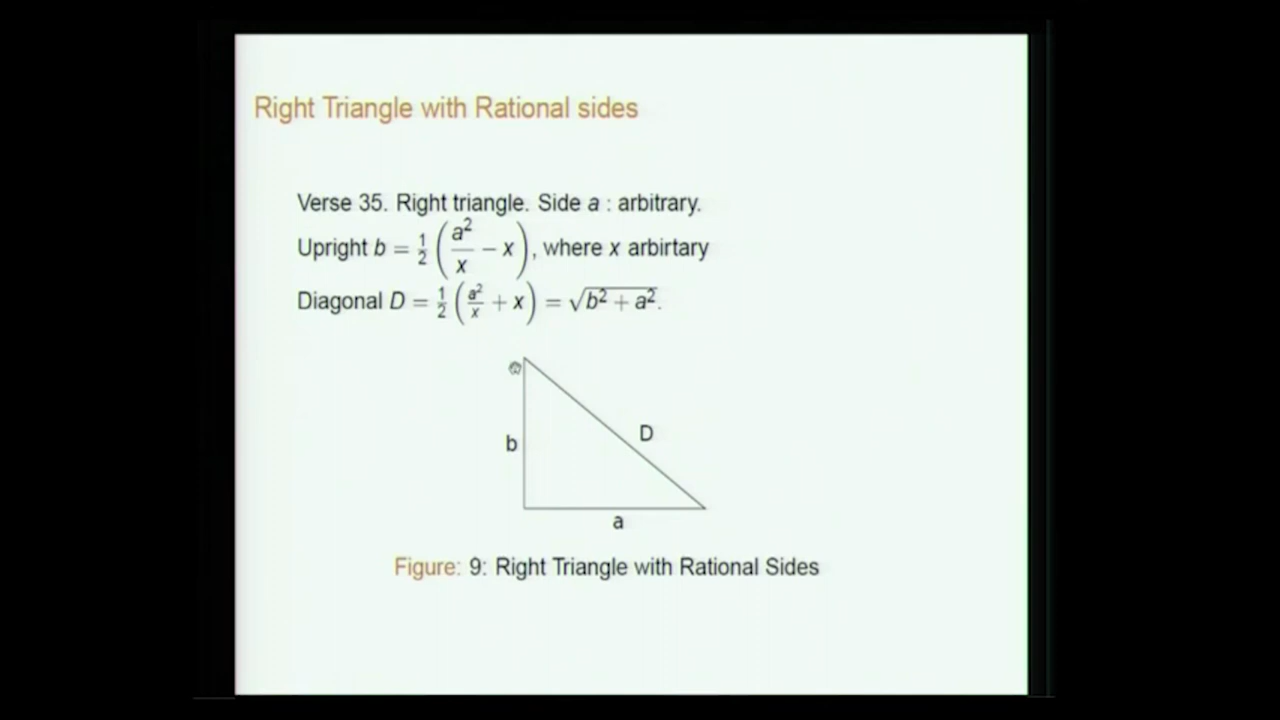 Right Triangle with Rational sides
Verse 35. Right triangle. Side a : arbitrary.
Upright b = 1/2 (a²/x − x), where x arbirtary
Diagonal D = 1/2 (a²/x + x) = √(b² + a²).
b
D
a
Figure: 9: Right Triangle with Rational Sides